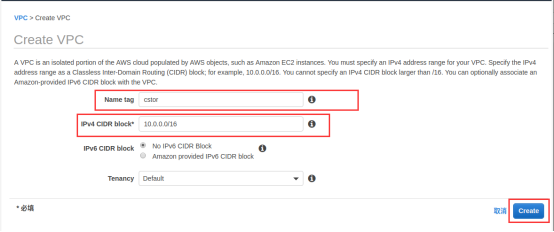 VPC > Create VPC
Create VPC
A VPC is an isolated portion of the AWS cloud populated by AWS objects, such as Amazon EC2 instances. You must specify an IPv4 address range for your VPC. Specify the IPv4
address range as a Classless Inter-Domain Routing (CIDR) block; for example, 10.0.0.0/16. You cannot specify an IPv4 CIDR block larger than /16. You can optionally associate an
Amazon-provided IPv6 CIDR block with the VPC.
Name tag cstor
IPv4 CIDR block* 10.0.0.0/16
IPv6 CIDR block No IPv6 CIDR Block
Amazon provided IPv6 CIDR block
Tenancy Default
* 必填
取消 Create